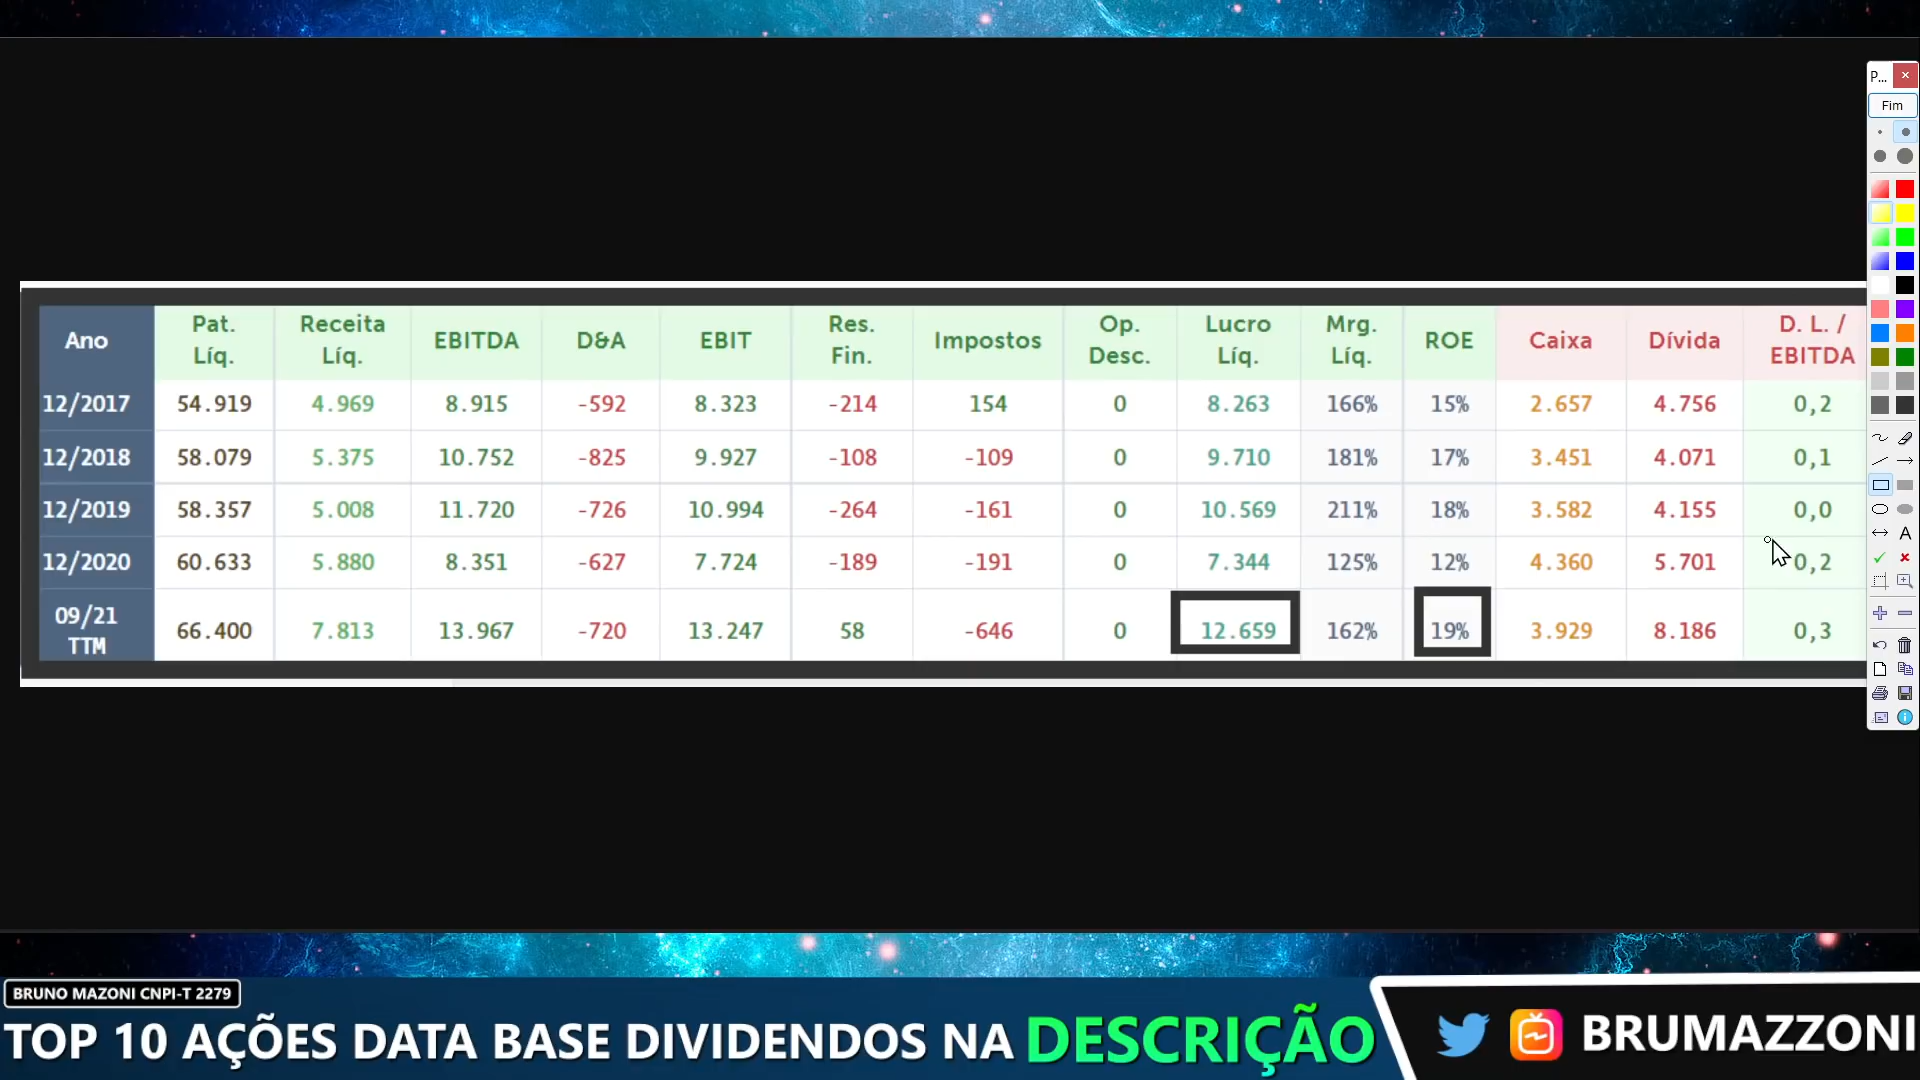 P...
Fim
Ano Pat. Líq. Receita Líq. EBITDA D&A EBIT Res. Fin. Impostos Op. Desc. Lucro Líq. Mrg. Líq. ROE Caixa Dívida D. L. / EBITDA
12/2017 54.919 4.969 8.915 -592 8.323 -214 154 0 8.263 166% 15% 2.657 4.756 0,2
12/2018 58.079 5.375 10.752 -825 9.927 -108 -109 0 9.710 181% 17% 3.451 4.071 0,1
12/2019 58.357 5.008 11.720 -726 10.994 -264 -161 0 10.569 211% 18% 3.582 4.155 0,0
12/2020 60.633 5.880 8.351 -627 7.724 -189 -191 0 7.344 125% 12% 4.360 5.701 0,2
09/21 TTM 66.400 7.813 13.967 -720 13.247 58 -646 0 12.659 162% 19% 3.929 8.186 0,3
A
BRUNO MAZONI CNPI-T 2279
TOP 10 AÇÕES DATA BASE DIVIDENDOS NA DESCRIÇÃO
BRUMAZZONI